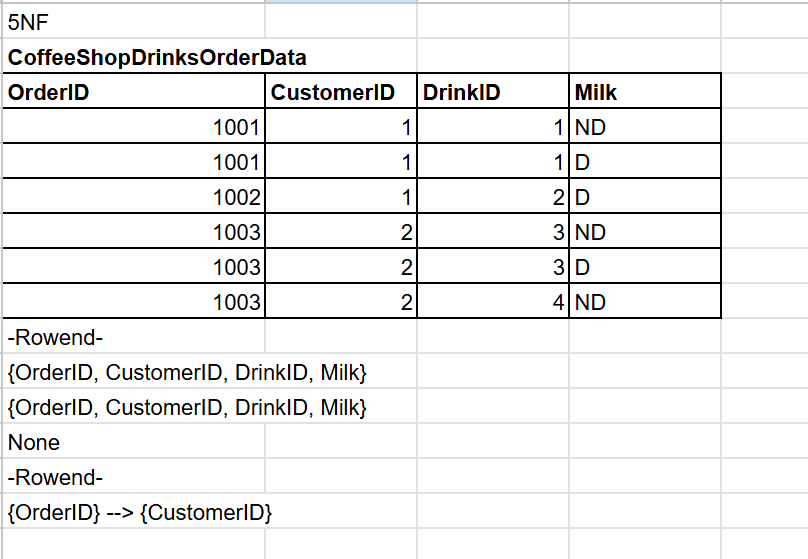 5NF
CoffeeShopDrinksOrderData
OrderID CustomerID DrinkID Milk
1001 1 1 ND
1001 1 1 D
1002 1 2 D
1003 2 3 ND
1003 2 3 D
1003 2 4 ND
-Rowend-
{OrderID, CustomerID, DrinkID, Milk}
{OrderID, CustomerID, DrinkID, Milk}
None
-Rowend-
{OrderID} --> {CustomerID}